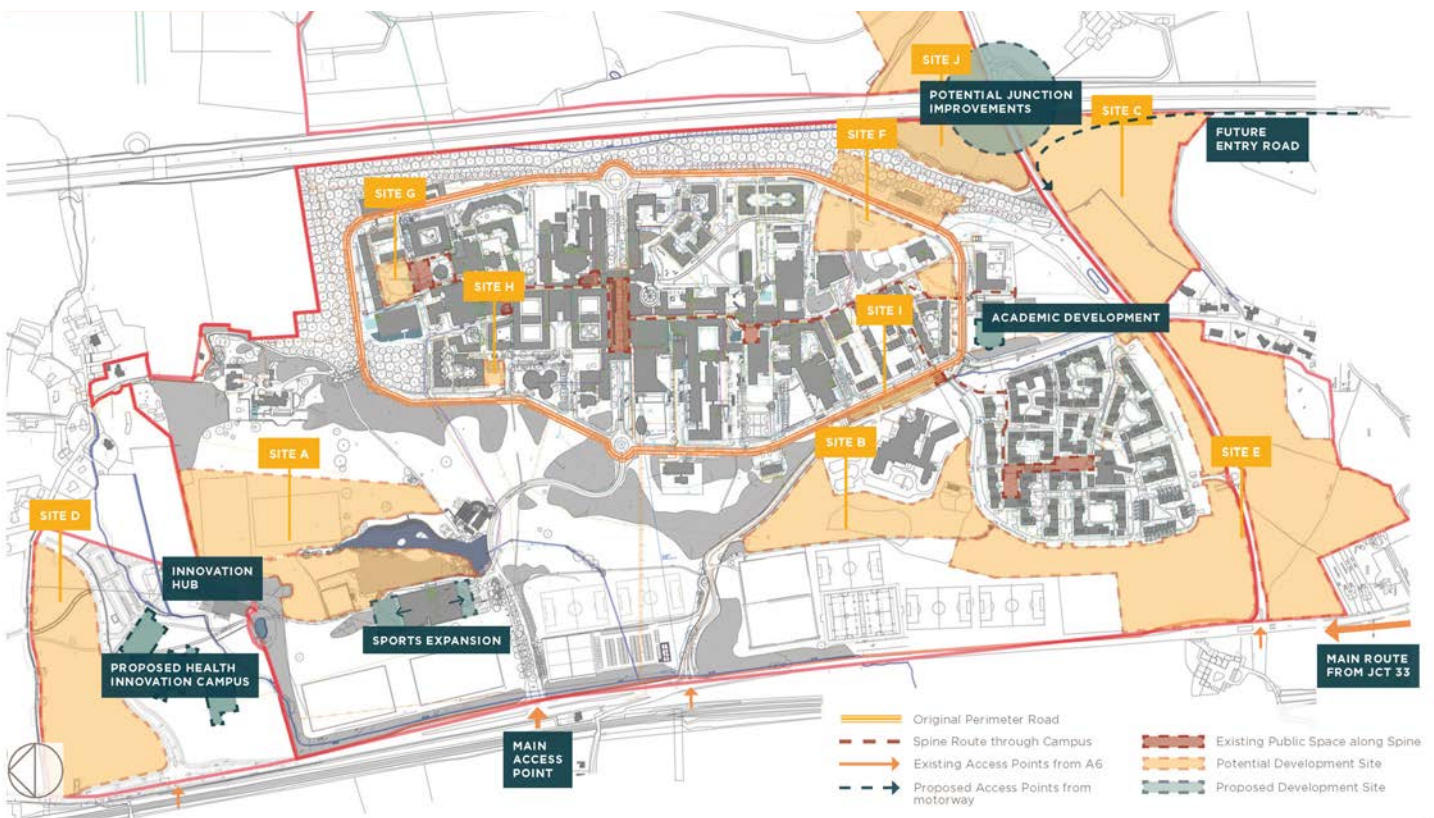 SITE J
POTENTIAL JUNCTION
IMPROVEMENTS
SITE C
SITE F
FUTURE
ENTRY ROAD
SITE G
SITE H
SITE I
ACADEMIC DEVELOPMENT
SITE A
SITE B
SITE E
SITE D
INNOVATION
HUB
SPORTS EXPANSION
PROPOSED HEALTH
INNOVATION CAMPUS
MAIN ROUTE
FROM JCT 33
MAIN
ACCESS
POINT
Original Perimeter Road
Spine Route through Campus
Existing Access Points from A6
Proposed Access Points from
motorway
Existing Public Space along Spine
Potential Development Site
Proposed Development Site